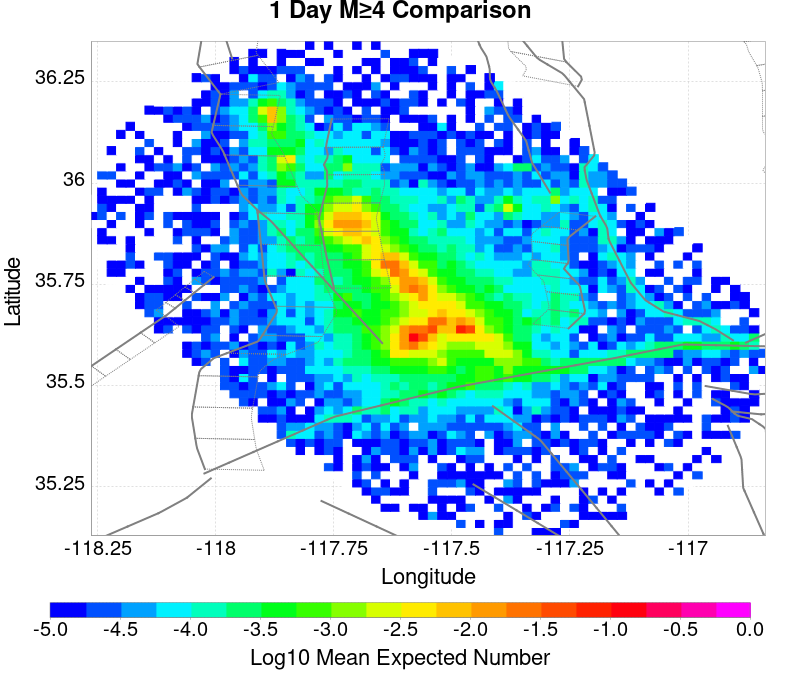 1 Day M≥4 Comparison
36.25
36
35.75
35.5
35.25
Latitude
-118.25 -118 -117.75 -117.5 -117.25 -117
Longitude
-5.0 -4.5 -4.0 -3.5 -3.0 -2.5 -2.0 -1.5 -1.0 -0.5 0.0
Log10 Mean Expected Number